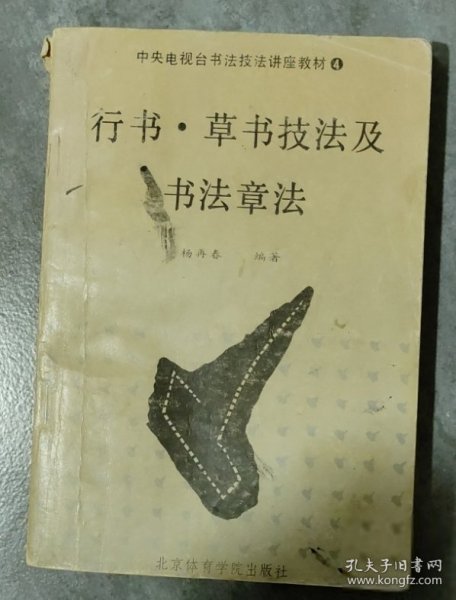 中央电视台书法技法讲座教材❹
行书·草书技法及
书法章法
杨再春 编著
北京体育学院出版社
孔夫子旧书网
www.kongfz.com